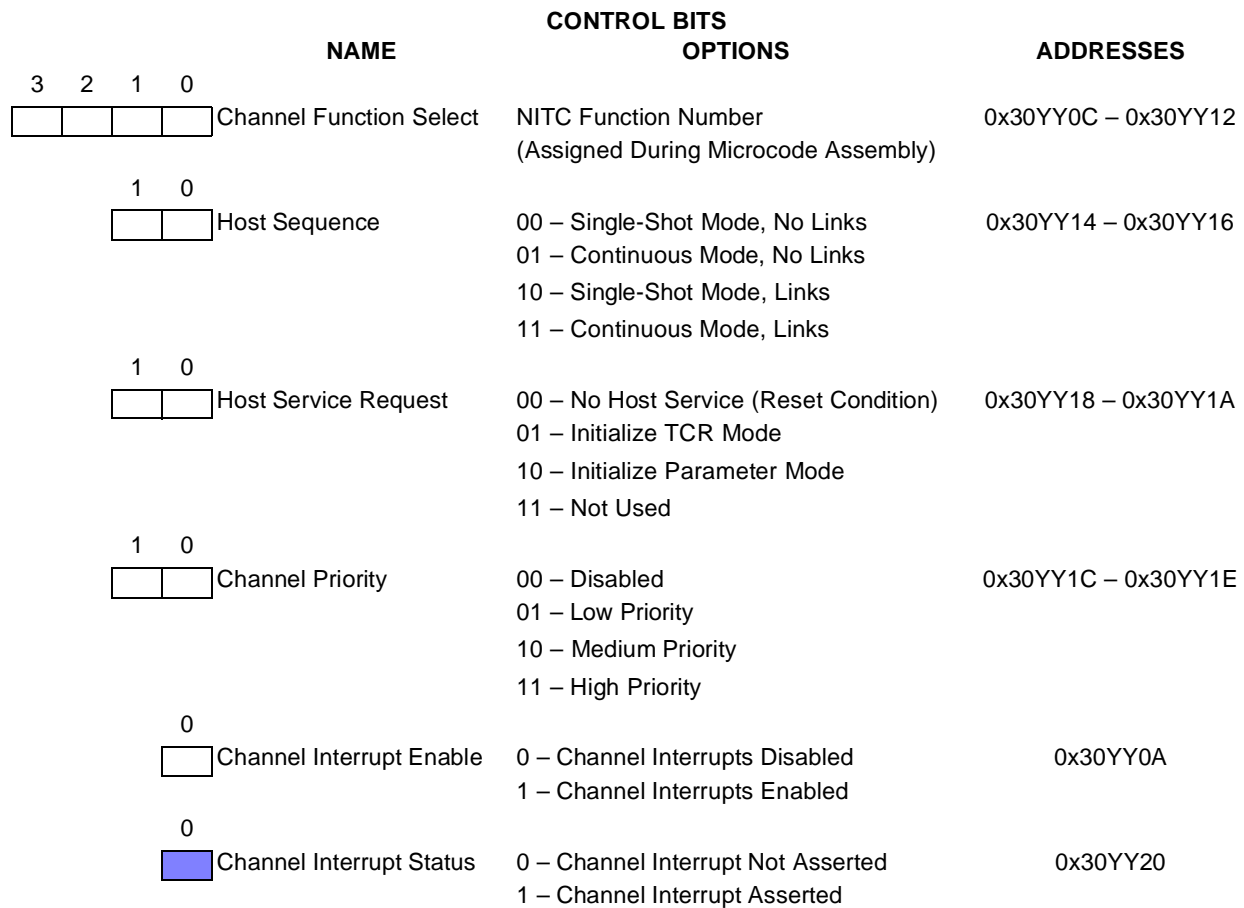 CONTROL BITS
NAME OPTIONS ADDRESSES
3 2 1 0
Channel Function Select NITC Function Number 0x30YY0C – 0x30YY12
(Assigned During Microcode Assembly)
1 0
Host Sequence 00 – Single-Shot Mode, No Links 0x30YY14 – 0x30YY16
01 – Continuous Mode, No Links
10 – Single-Shot Mode, Links
11 – Continuous Mode, Links
1 0
Host Service Request 00 – No Host Service (Reset Condition) 0x30YY18 – 0x30YY1A
01 – Initialize TCR Mode
10 – Initialize Parameter Mode
11 – Not Used
1 0
Channel Priority 00 – Disabled 0x30YY1C – 0x30YY1E
01 – Low Priority
10 – Medium Priority
11 – High Priority
0
Channel Interrupt Enable 0 – Channel Interrupts Disabled 0x30YY0A
1 – Channel Interrupts Enabled
0
Channel Interrupt Status 0 – Channel Interrupt Not Asserted 0x30YY20
1 – Channel Interrupt Asserted